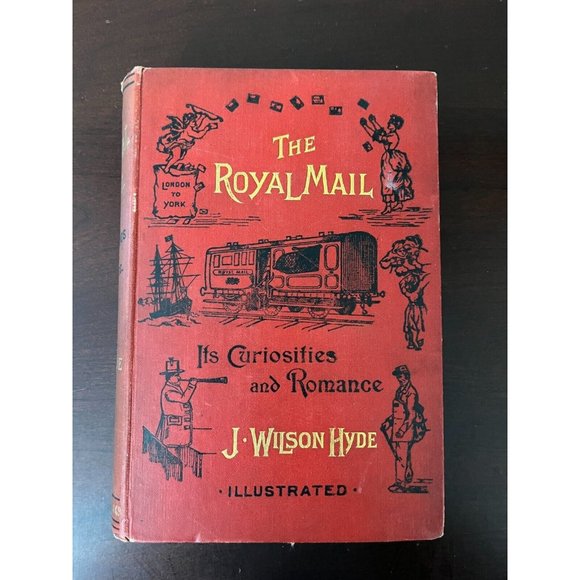 THE
ROYAL MAIL
LONDON
TO
YORK
ROYAL MAIL
Its Curiosities
and Romance
J. WILSON HYDE
· ILLUSTRATED ·